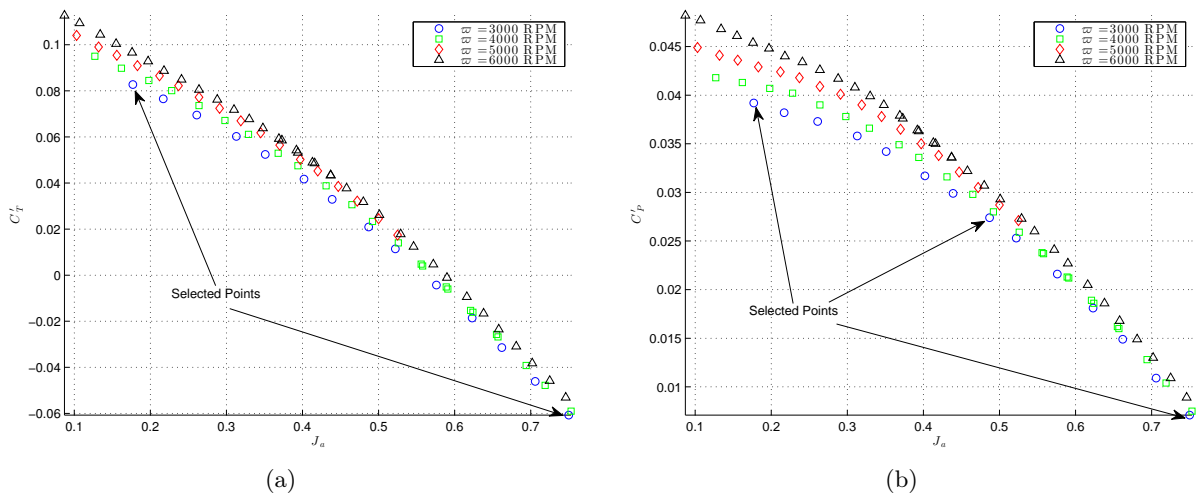 ϖ =3000 RPM
ϖ =4000 RPM
ϖ =5000 RPM
ϖ =6000 RPM
0.1
0.08
0.06
0.04
0.02
0
−0.02
−0.04
−0.06
C′_T
Selected Points
0.1 0.2 0.3 0.4 0.5 0.6 0.7
J_a
(a)
ϖ =3000 RPM
ϖ =4000 RPM
ϖ =5000 RPM
ϖ =6000 RPM
0.045
0.04
0.035
0.03
0.025
0.02
0.015
0.01
C′_P
Selected Points
0.1 0.2 0.3 0.4 0.5 0.6 0.7
J_a
(b)